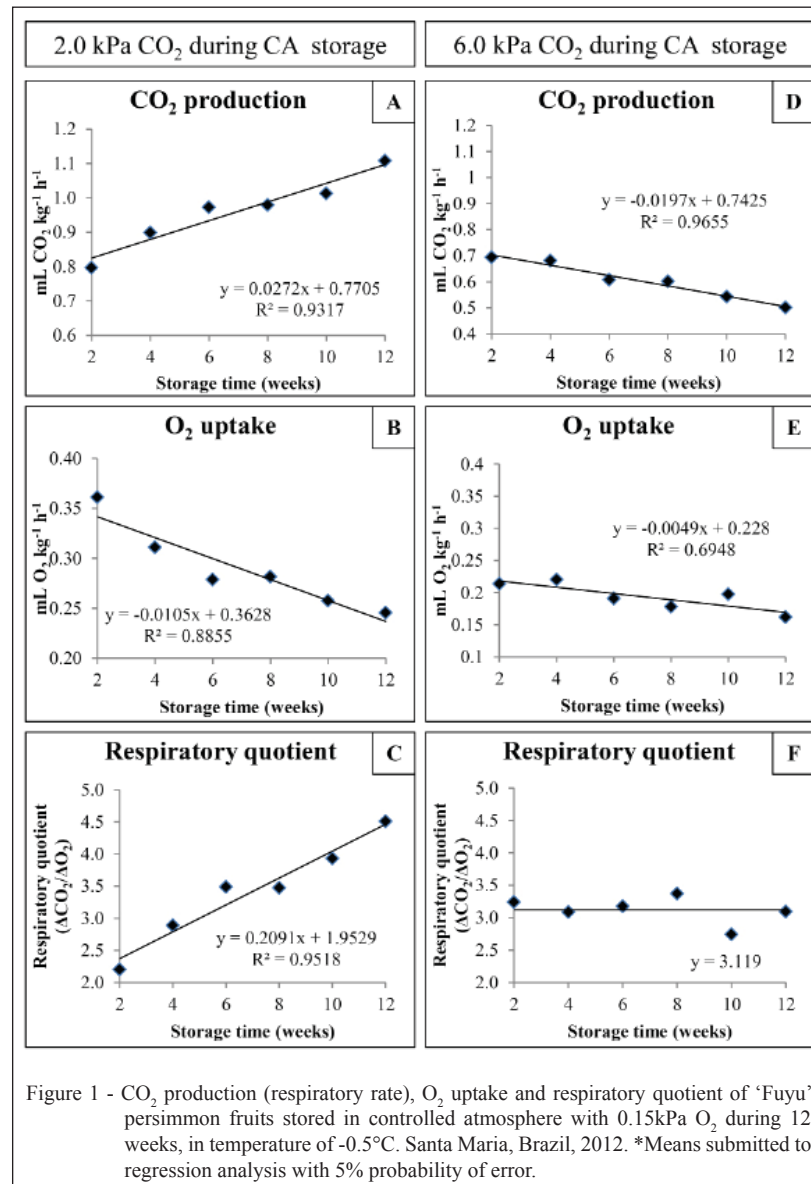 2.0 kPa CO₂ during CA storage
6.0 kPa CO₂ during CA storage
CO₂ production
A
mL CO₂ kg⁻¹ h⁻¹
1.2
1.1
1.0
0.9
0.8
0.7
0.6
y = 0.0272x + 0.7705
R² = 0.9317
2 4 6 8 10 12
Storage time (weeks)
CO₂ production
D
mL CO₂ kg⁻¹ h⁻¹
1.2
1.1
1
0.9
0.8
0.7
0.6
0.5
0.4
y = -0.0197x + 0.7425
R² = 0.9655
2 4 6 8 10 12
Storage time (weeks)
O₂ uptake
B
mL O₂ kg⁻¹ h⁻¹
0.40
0.35
0.30
0.25
0.20
y = -0.0105x + 0.3628
R² = 0.8855
2 4 6 8 10 12
Storage time (weeks)
O₂ uptake
E
mL O₂ kg⁻¹ h⁻¹
0.4
0.35
0.3
0.25
0.2
0.15
0.1
y = -0.0049x + 0.228
R² = 0.6948
2 4 6 8 10 12
Storage time (weeks)
Respiratory quotient
C
Respiratory quotient
(ΔCO₂/ΔO₂)
5.0
4.5
4.0
3.5
3.0
2.5
2.0
y = 0.2091x + 1.9529
R² = 0.9518
2 4 6 8 10 12
Storage time (weeks)
Respiratory quotient
F
Respiratory quotient
(ΔCO₂/ΔO₂)
5.0
4.5
4.0
3.5
3.0
2.5
2.0
y = 3.119
2 4 6 8 10 12
Storage time (weeks)
Figure 1 - CO₂ production (respiratory rate), O₂ uptake and respiratory quotient of ‘Fuyu’
persimmon fruits stored in controlled atmosphere with 0.15kPa O₂ during 12
weeks, in temperature of -0.5°C. Santa Maria, Brazil, 2012. *Means submitted to
regression analysis with 5% probability of error.